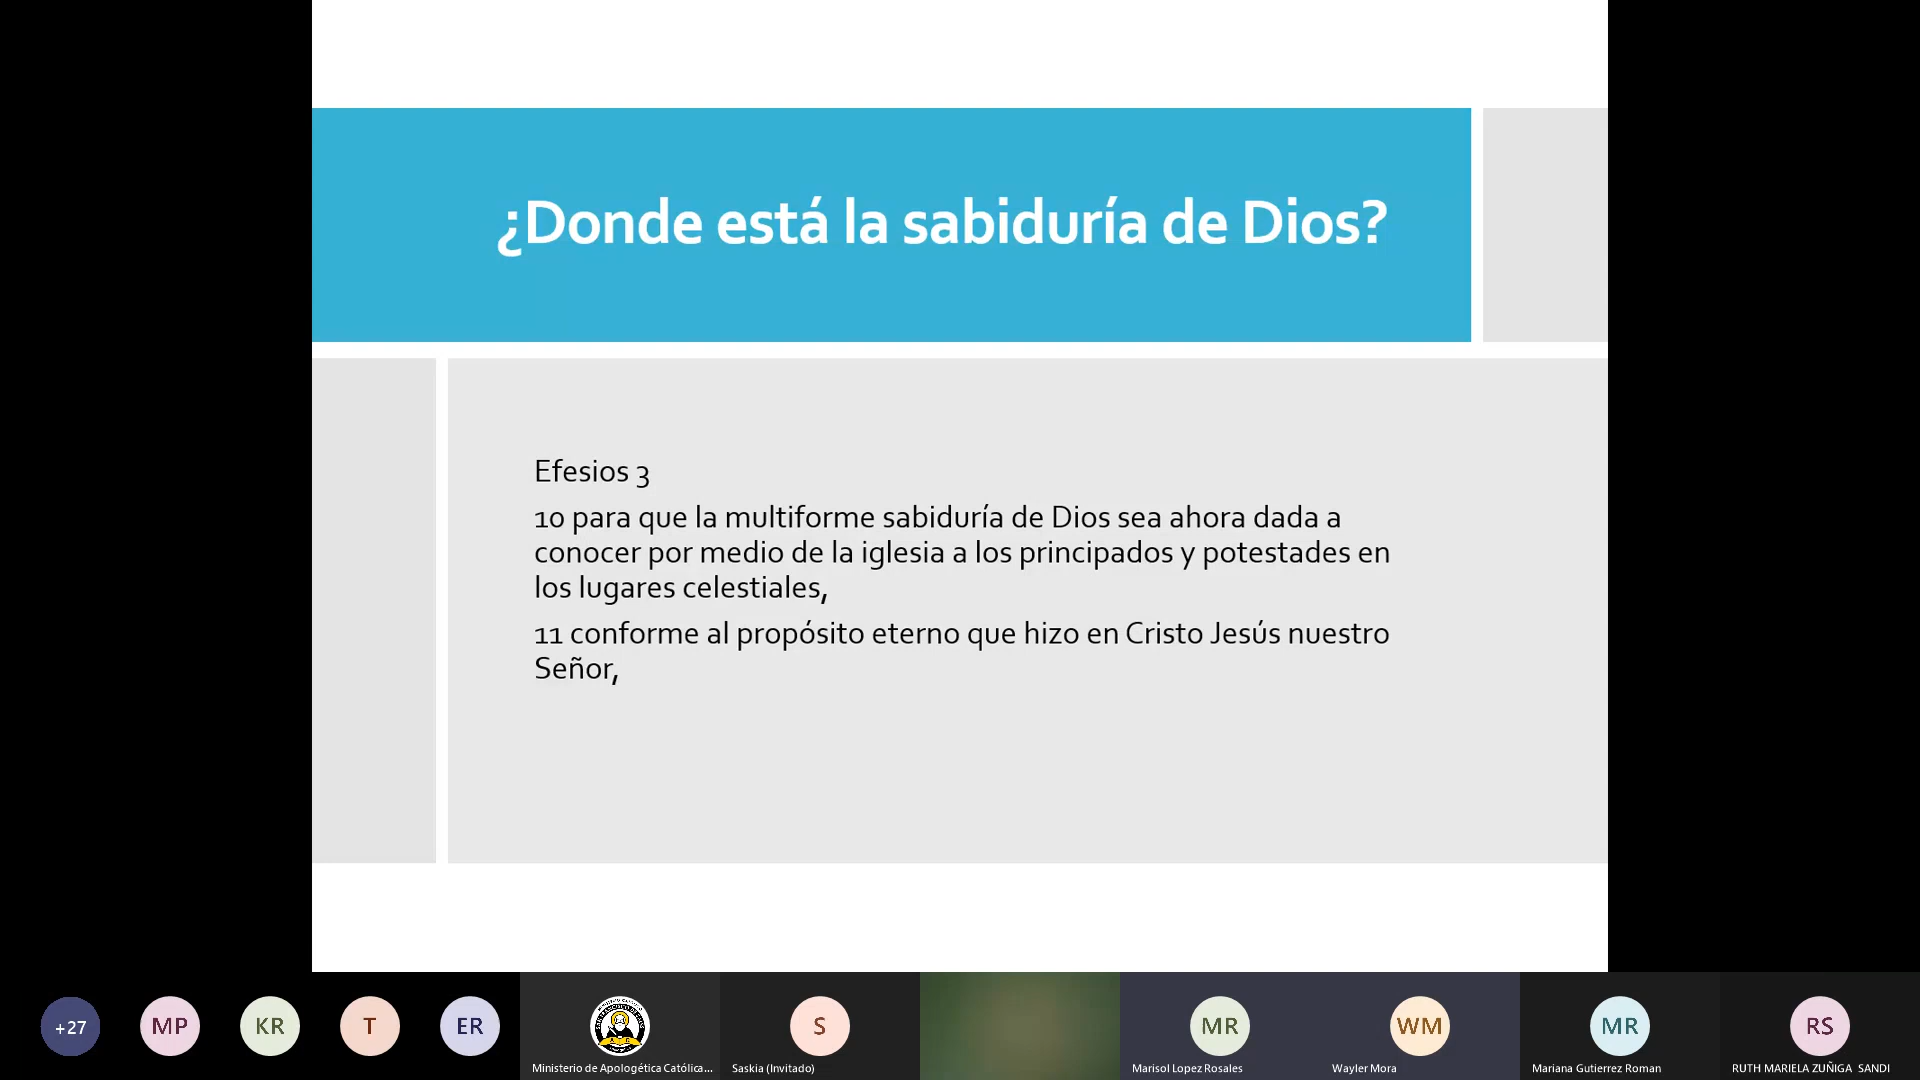 ¿Donde está la sabiduría de Dios?
Efesios 3
10 para que la multiforme sabiduría de Dios sea ahora dada a
conocer por medio de la iglesia a los principados y potestades en
los lugares celestiales,
11 conforme al propósito eterno que hizo en Cristo Jesús nuestro
Señor,
+27
MP
KR
T
ER
S
MR
WM
MR
RS
Ministerio de Apologética Católica...
Saskia (Invitado)
Marisol Lopez Rosales
Wayler Mora
Mariana Gutierrez Roman
RUTH MARIELA ZUÑIGA SANDI